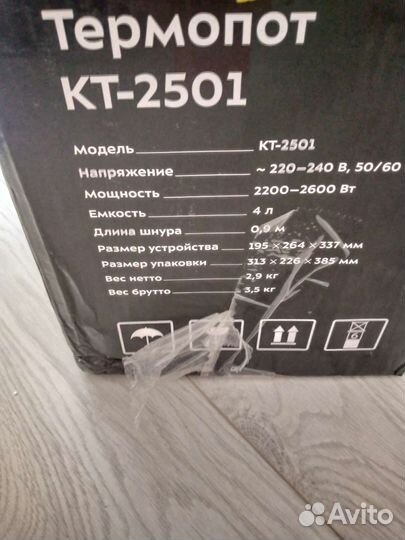 Термопот
КТ-2501
Модель КТ-2501
Напряжение ~ 220–240 В, 50/60
Мощность 2200–2600 Вт
Емкость 4 л
Длина шнура 0,9 м
Размер устройства 195 × 264 × 337 мм
Размер упаковки 313 × 226 × 385 мм
Вес нетто 2,9 кг
Вес брутто 3,5 кг
6
Avito